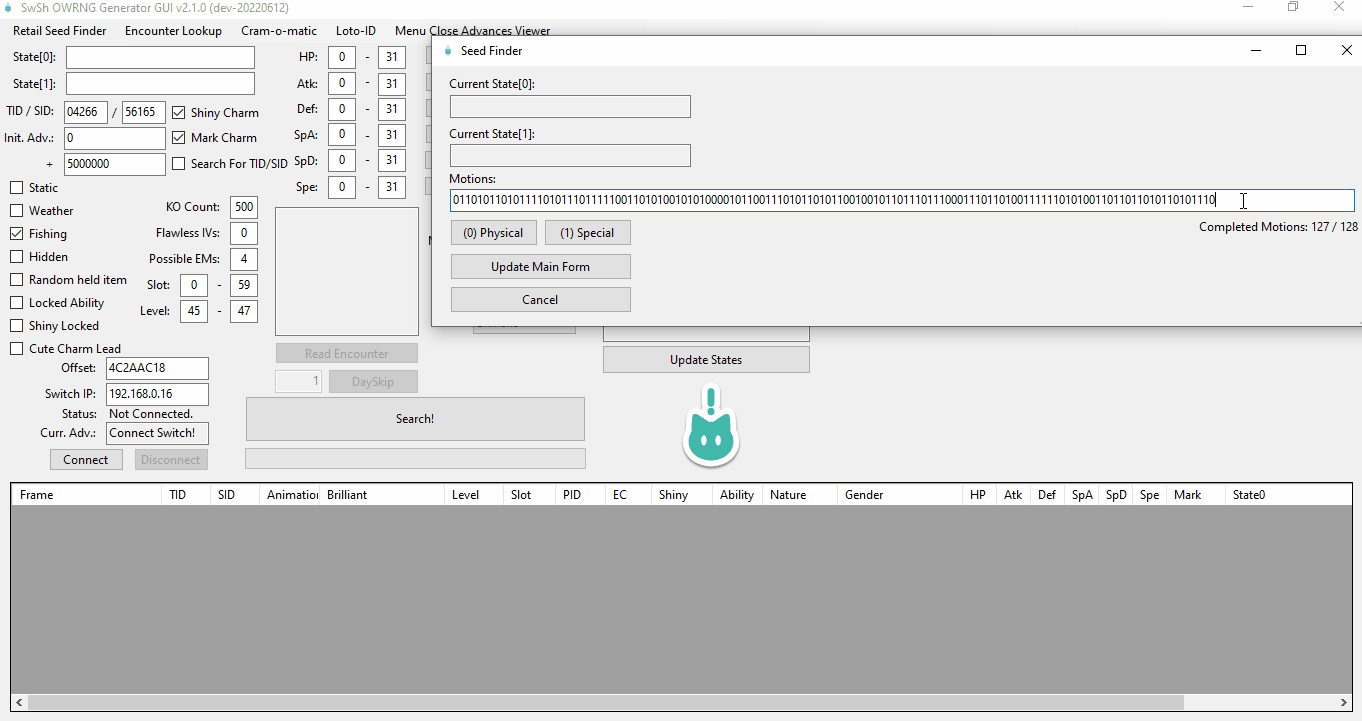 SwSh OWRNG Generator GUI v2.1.0 (dev-20220612)
Retail Seed Finder Encounter Lookup Cram-o-matic Loto-ID Menu Close Advances Viewer
State[0]:
State[1]:
TID / SID: 04266 / 56165 Shiny Charm
Init. Adv.: 0 Mark Charm
+ 5000000 Search For TID/SID
HP: 0 - 31
Atk: 0 - 31
Def: 0 - 31
SpA: 0 - 31
SpD: 0 - 31
Spe: 0 - 31
Static
Weather
Fishing
Hidden
Random held item
Locked Ability
Shiny Locked
Cute Charm Lead
KO Count: 500
Flawless IVs: 0
Possible EMs: 4
Slot: 0 - 59
Level: 45 - 47
Offset: 4C2AAC18
Switch IP: 192.168.0.16
Status: Not Connected.
Curr. Adv.: Connect Switch!
Connect Disconnect
Read Encounter
1 DaySkip
Search!
Update States
Seed Finder
Current State[0]:
Current State[1]:
Motions:
Completed Motions: 127 / 128
(0) Physical (1) Special
Update Main Form
Cancel
Frame TID SID Animation Brilliant Level Slot PID EC Shiny Ability Nature Gender HP Atk Def SpA SpD Spe Mark State0